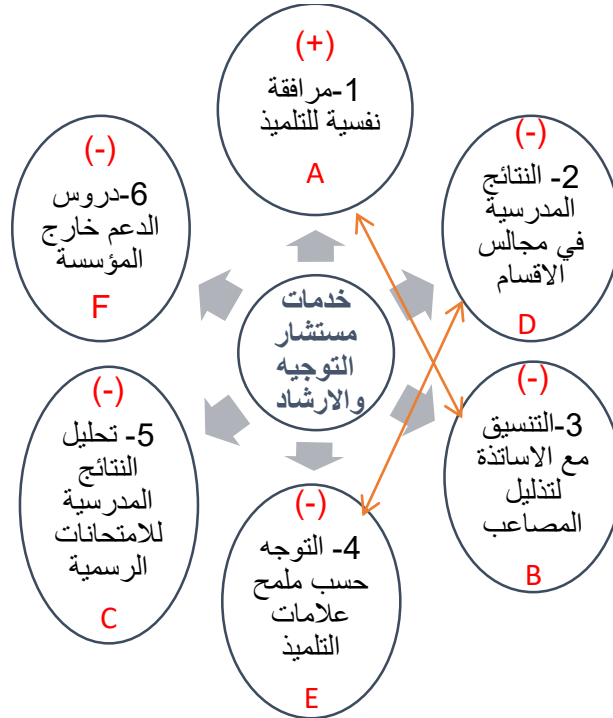 (+)
1-مرافقة
نفسية للتلميذ
A
(-)
2- النتائج
المدرسية
في مجالس
الاقسام
D
(-)
3-التنسيق
مع الاساتذة
لتذليل
المصاعب
B
(-)
4- التوجه
حسب ملمح
علامات
التلميذ
E
(-)
5- تحليل
النتائج
المدرسية
للامتحانات
الرسمية
C
(-)
6-دروس
الدعم خارج
المؤسسة
F
خدمات
مستشار
التوجيه
والارشاد